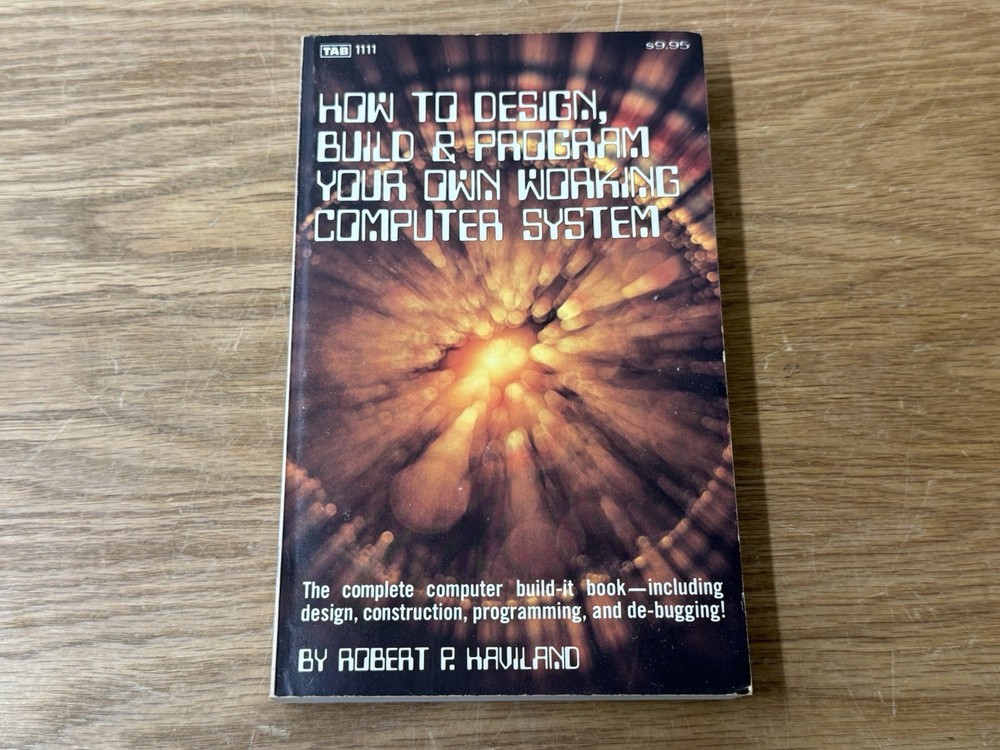 TAB 1111 $9.95
HOW TO DESIGN,
BUILD & PROGRAM
YOUR OWN WORKING
COMPUTER SYSTEM
The complete computer build-it book—including
design, construction, programming, and de-bugging!
BY ROBERT P. HAVILAND